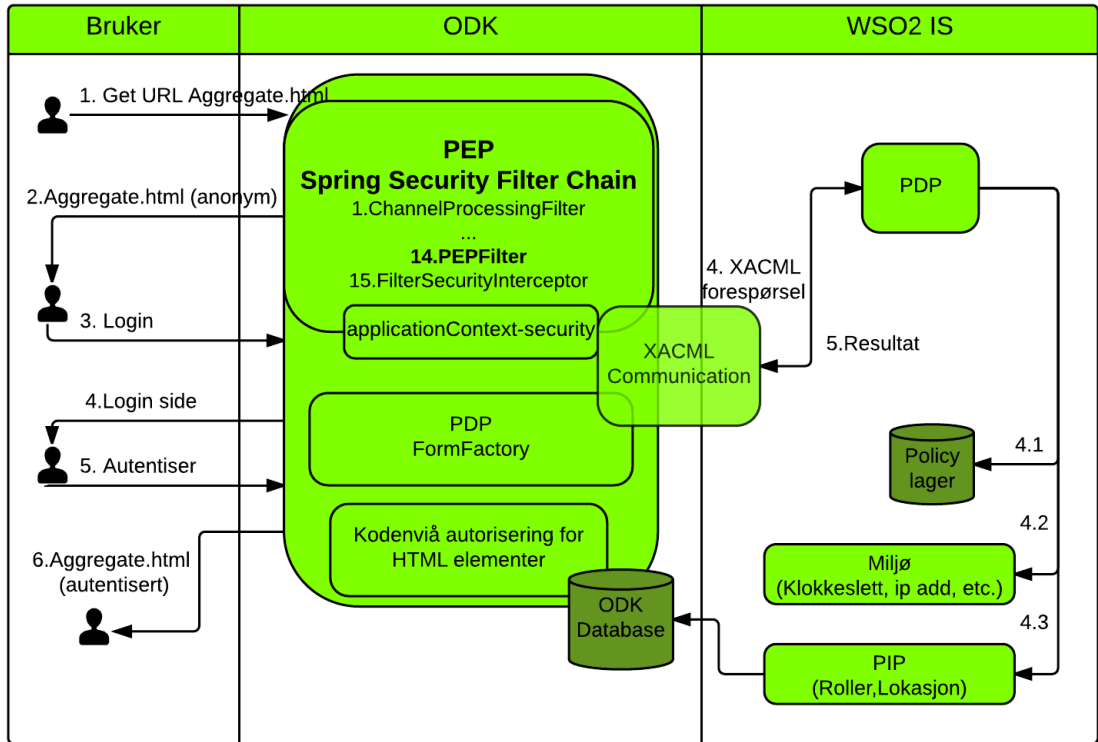 Bruker
ODK
WSO2 IS
1. Get URL Aggregate.html
PEP
Spring Security Filter Chain
1.ChannelProcessingFilter
...
14.PEPFilter
15.FilterSecurityInterceptor
applicationContext-security
2.Aggregate.html (anonym)
3. Login
4.Login side
5. Autentiser
6.Aggregate.html
(autentisert)
PDP
FormFactory
Kodenviå autorisering for
HTML elementer
ODK
Database
XACML
Communication
4. XACML
forespørsel
5.Resultat
PDP
4.1
Policy
lager
4.2
Miljø
(Klokkeslett, ip add, etc.)
4.3
PIP
(Roller,Lokasjon)